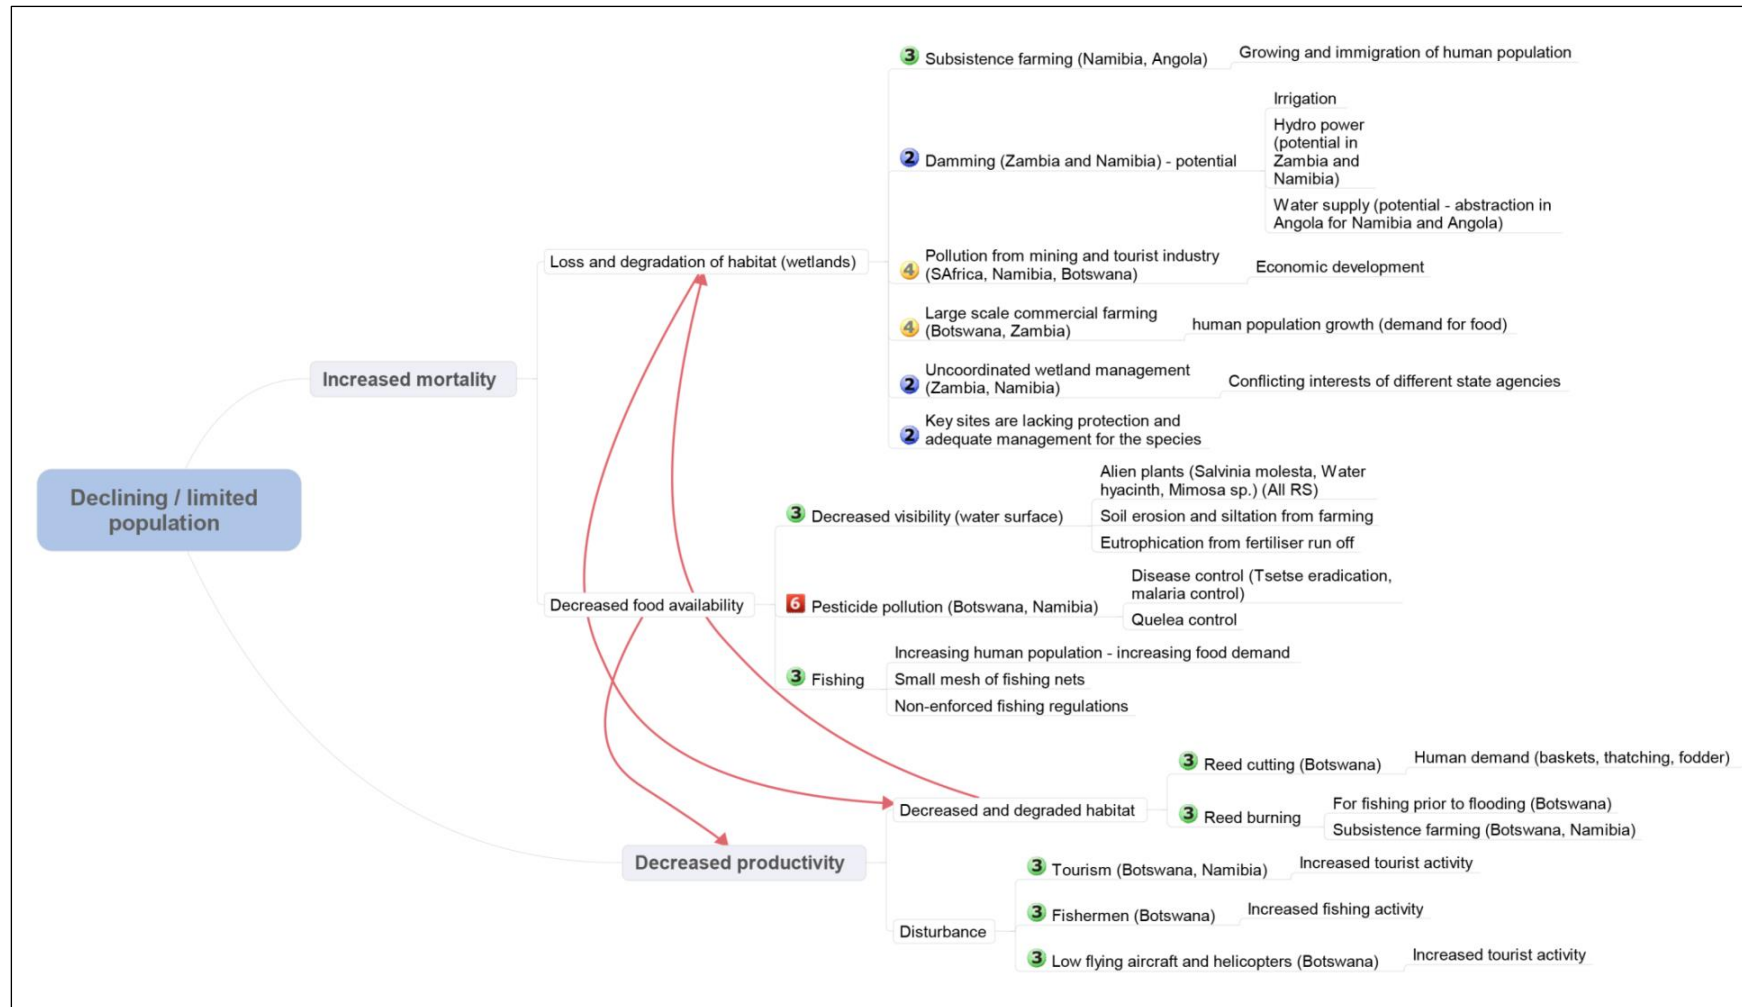 Declining / limited
population
Increased mortality
Loss and degradation of habitat (wetlands)
3 Subsistence farming (Namibia, Angola)
Growing and immigration of human population
2 Damming (Zambia and Namibia) - potential
Irrigation
Hydro power
(potential in
Zambia and
Namibia)
Water supply (potential - abstraction in
Angola for Namibia and Angola)
4 Pollution from mining and tourist industry
(SAfrica, Namibia, Botswana)
Economic development
4 Large scale commercial farming
(Botswana, Zambia)
human population growth (demand for food)
2 Uncoordinated wetland management
(Zambia, Namibia)
Conflicting interests of different state agencies
2 Key sites are lacking protection and
adequate management for the species
Decreased food availability
3 Decreased visibility (water surface)
Alien plants (Salvinia molesta, Water
hyacinth, Mimosa sp.) (All RS)
Soil erosion and siltation from farming
Eutrophication from fertiliser run off
6 Pesticide pollution (Botswana, Namibia)
Disease control (Tsetse eradication,
malaria control)
Quelea control
3 Fishing
Increasing human population - increasing food demand
Small mesh of fishing nets
Non-enforced fishing regulations
Decreased productivity
Decreased and degraded habitat
3 Reed cutting (Botswana)
Human demand (baskets, thatching, fodder)
3 Reed burning
For fishing prior to flooding (Botswana)
Subsistence farming (Botswana, Namibia)
Disturbance
3 Tourism (Botswana, Namibia)
Increased tourist activity
3 Fishermen (Botswana)
Increased fishing activity
3 Low flying aircraft and helicopters (Botswana)
Increased tourist activity